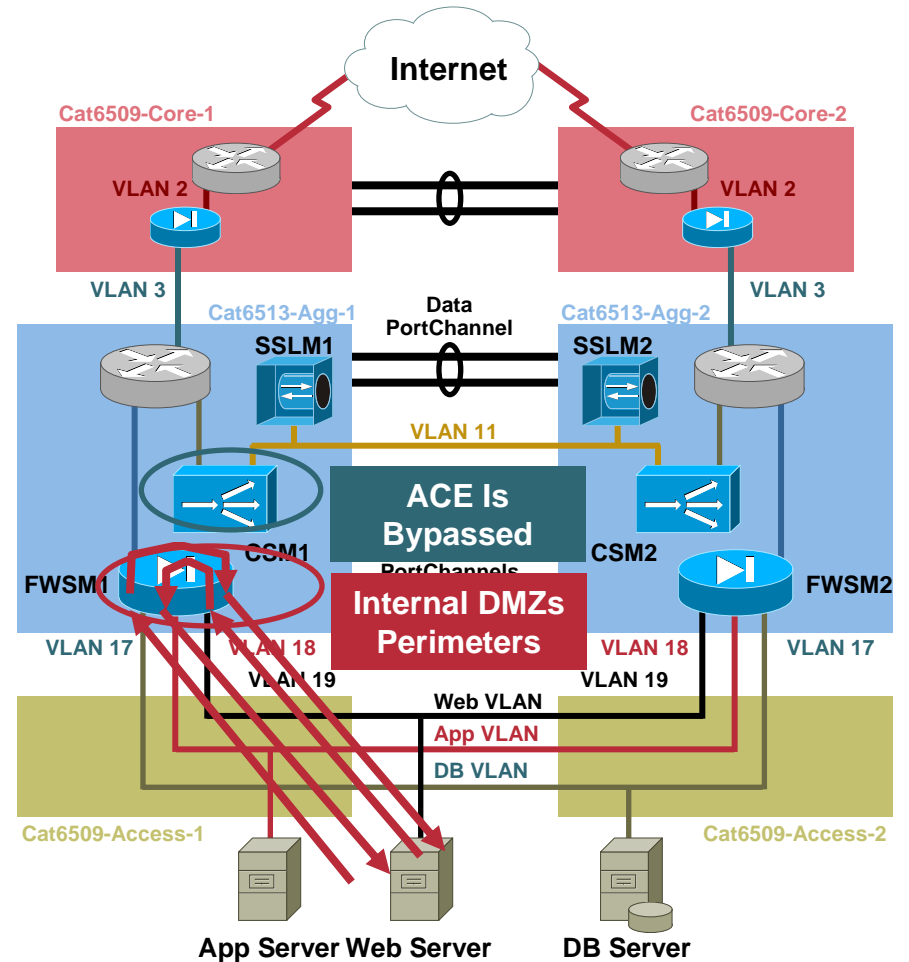 Internet
Cat6509-Core-1
Cat6509-Core-2
VLAN 2
VLAN 2
VLAN 3
VLAN 3
Data
PortChannel
Cat6513-Agg-1
Cat6513-Agg-2
SSLM1
SSLM2
VLAN 11
ACE Is
Bypassed
CSM1
CSM2
PortChannels
FWSM1
FWSM2
Internal DMZs
Perimeters
VLAN 17
VLAN 18
VLAN 18
VLAN 17
VLAN 19
VLAN 19
Web VLAN
App VLAN
DB VLAN
Cat6509-Access-1
Cat6509-Access-2
App Server
Web Server
DB Server